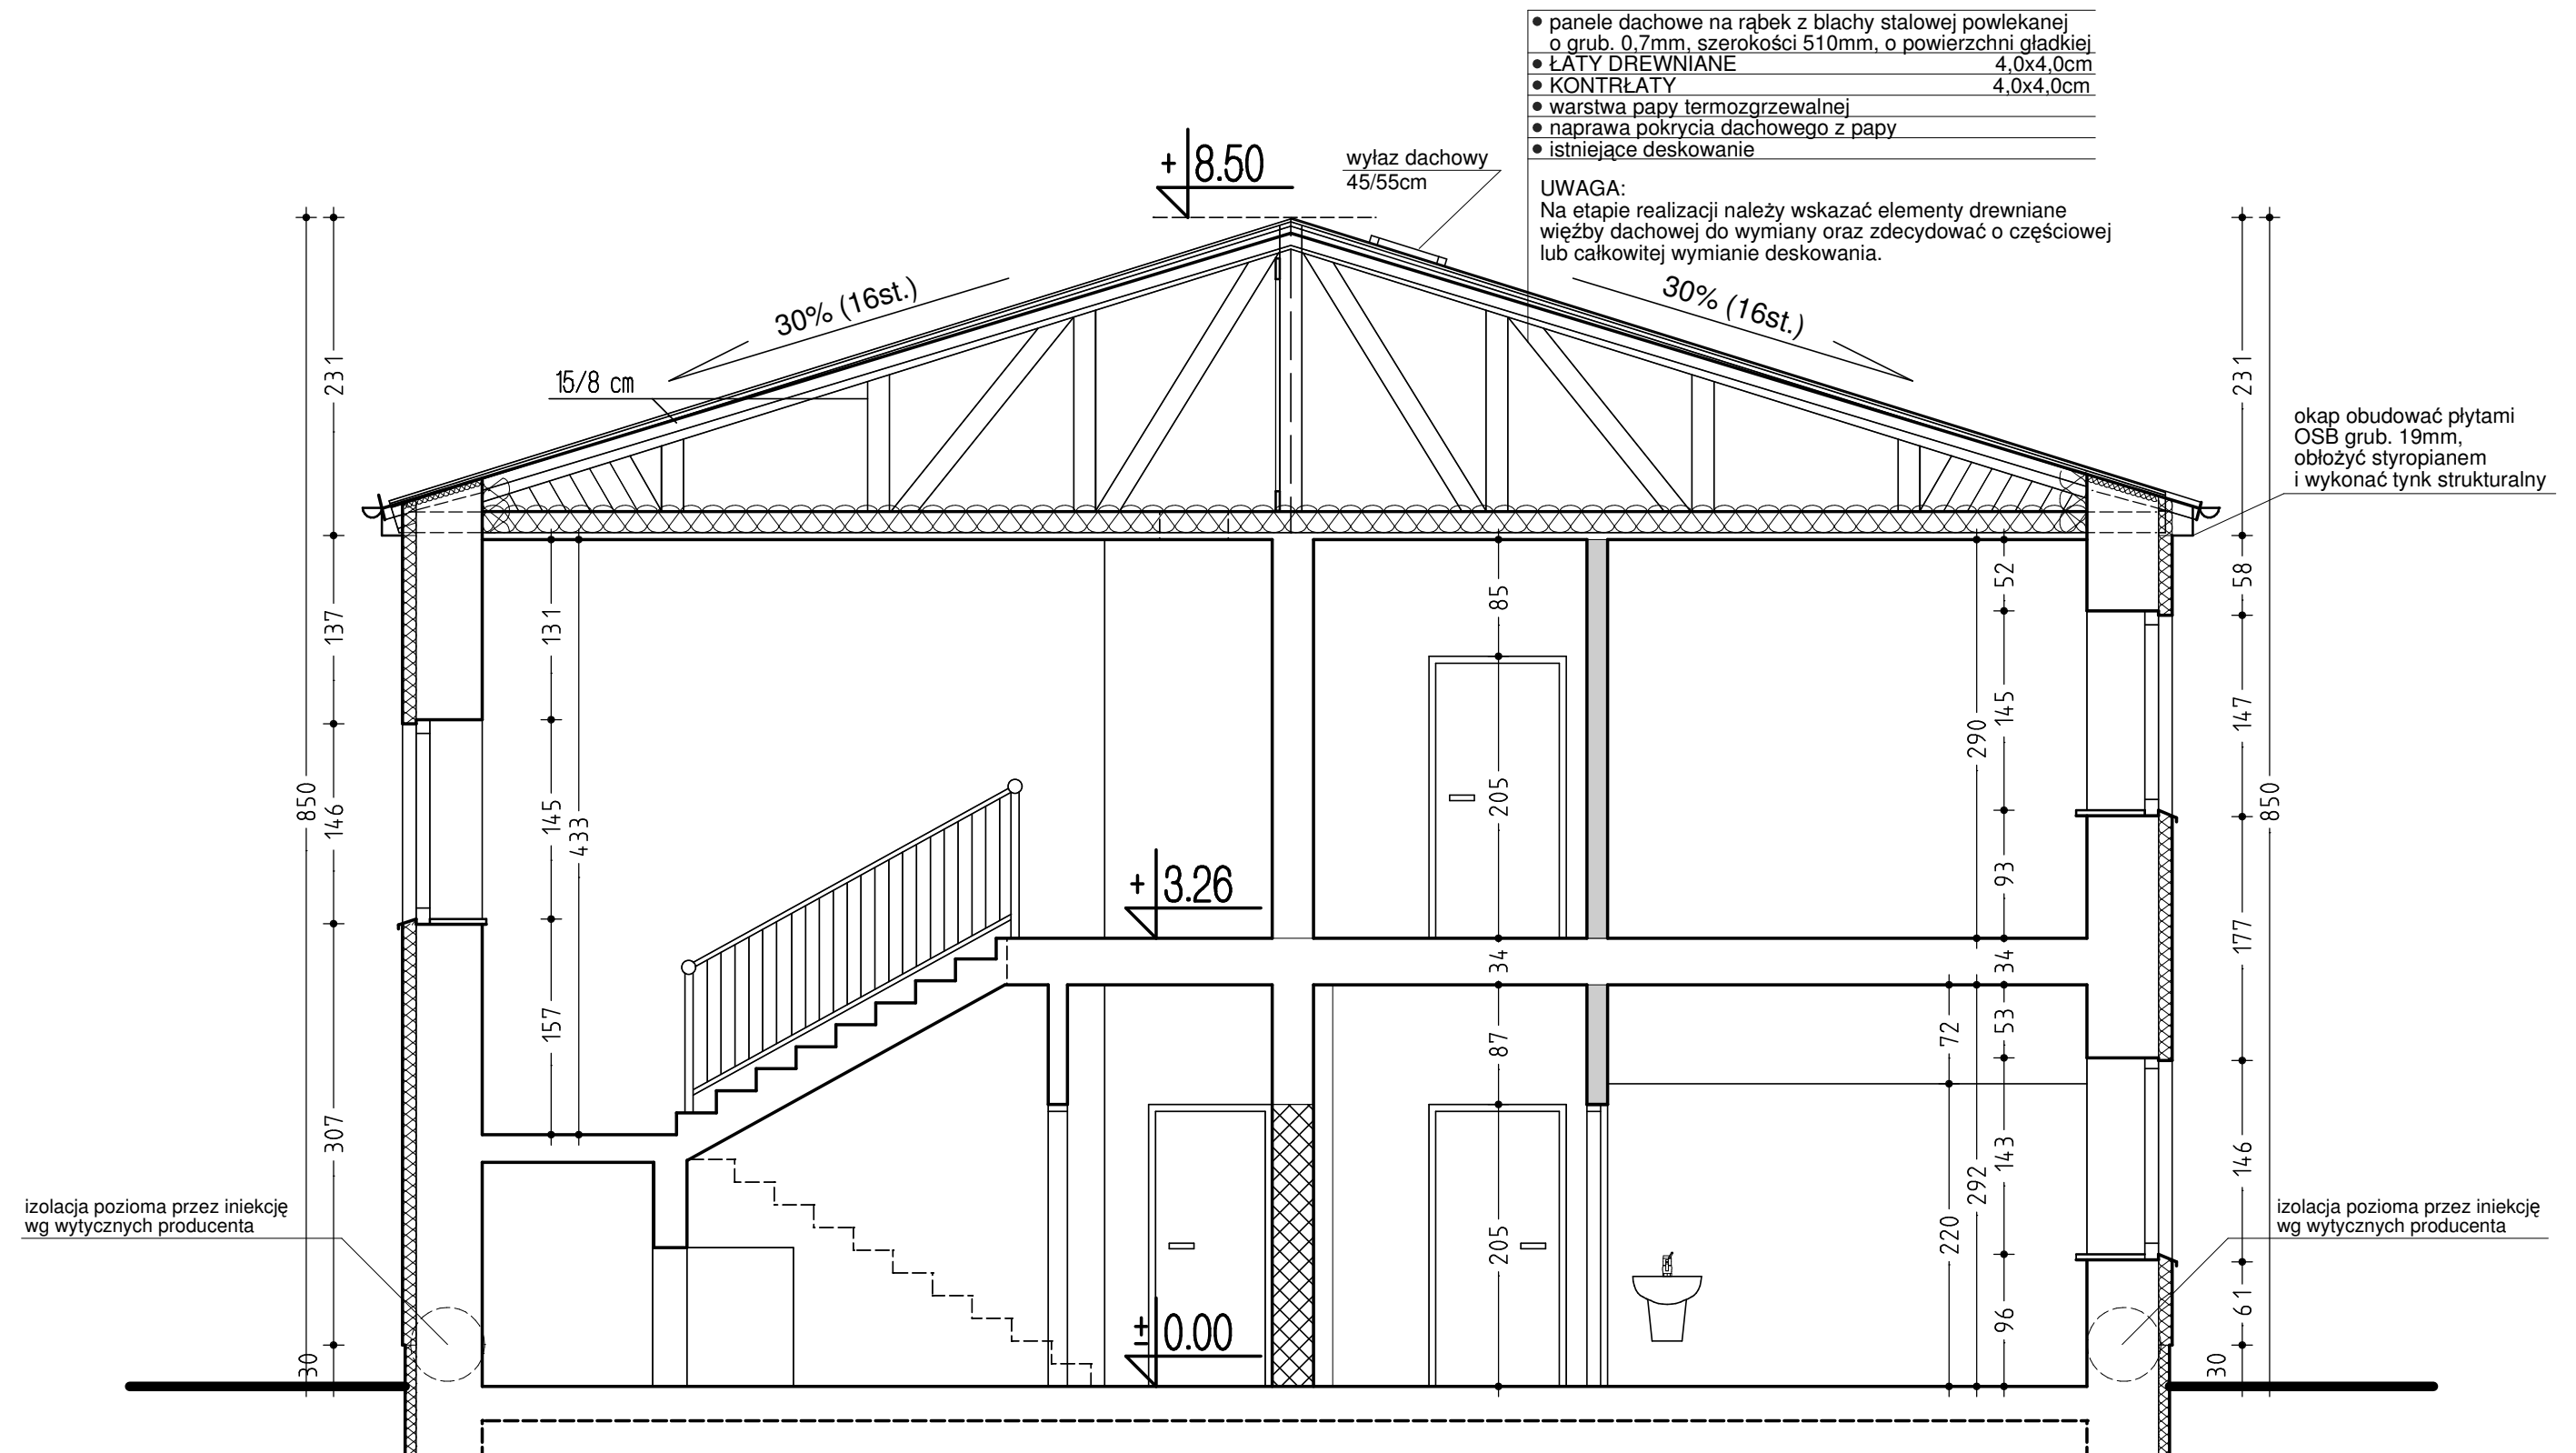 • panele dachowe na rąbek z blachy stalowej powlekanej
o grub. 0,7mm, szerokości 510mm, o powierzchni gładkiej
• ŁATY DREWNIANE 4,0x4,0cm
• KONTRŁATY 4,0x4,0cm
• warstwa papy termozgrzewalnej
• naprawa pokrycia dachowego z papy
• istniejące deskowanie
UWAGA:
Na etapie realizacji należy wskazać elementy drewniane
więźby dachowej do wymiany oraz zdecydować o częściowej
lub całkowitej wymianie deskowania.
+ 8.50
wyłaz dachowy
45/55cm
30% (16st.)
30% (16st.)
15/8 cm
okap obudować płytami
OSB grub. 19mm,
obłożyć styropianem
i wykonać tynk strukturalny
850
231
137
146
307
30
131
145
157
433
85
205
34
87
205
52
145
93
290
34
53
143
96
72
220
292
231
58
147
177
146
61
30
850
+ 3.26
± 0.00
izolacja pozioma przez iniekcję
wg wytycznych producenta
izolacja pozioma przez iniekcję
wg wytycznych producenta